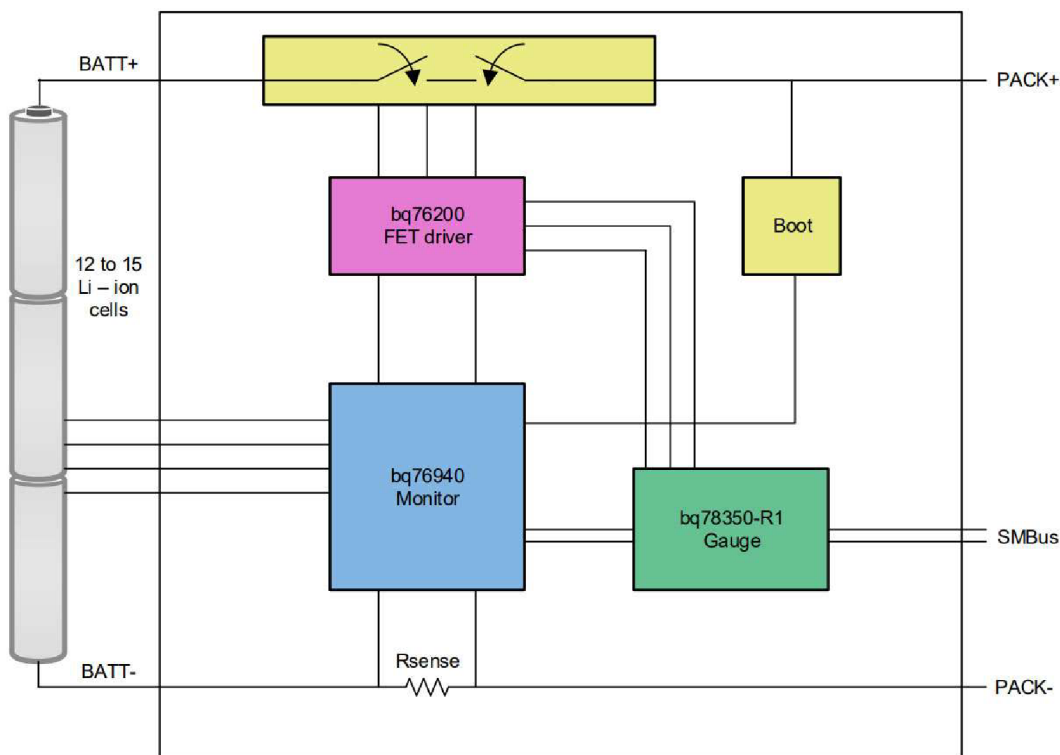 BATT+
PACK+
bq76200
FET driver
Boot
12 to 15
Li – ion
cells
bq76940
Monitor
bq78350-R1
Gauge
SMBus
Rsense
BATT-
PACK-